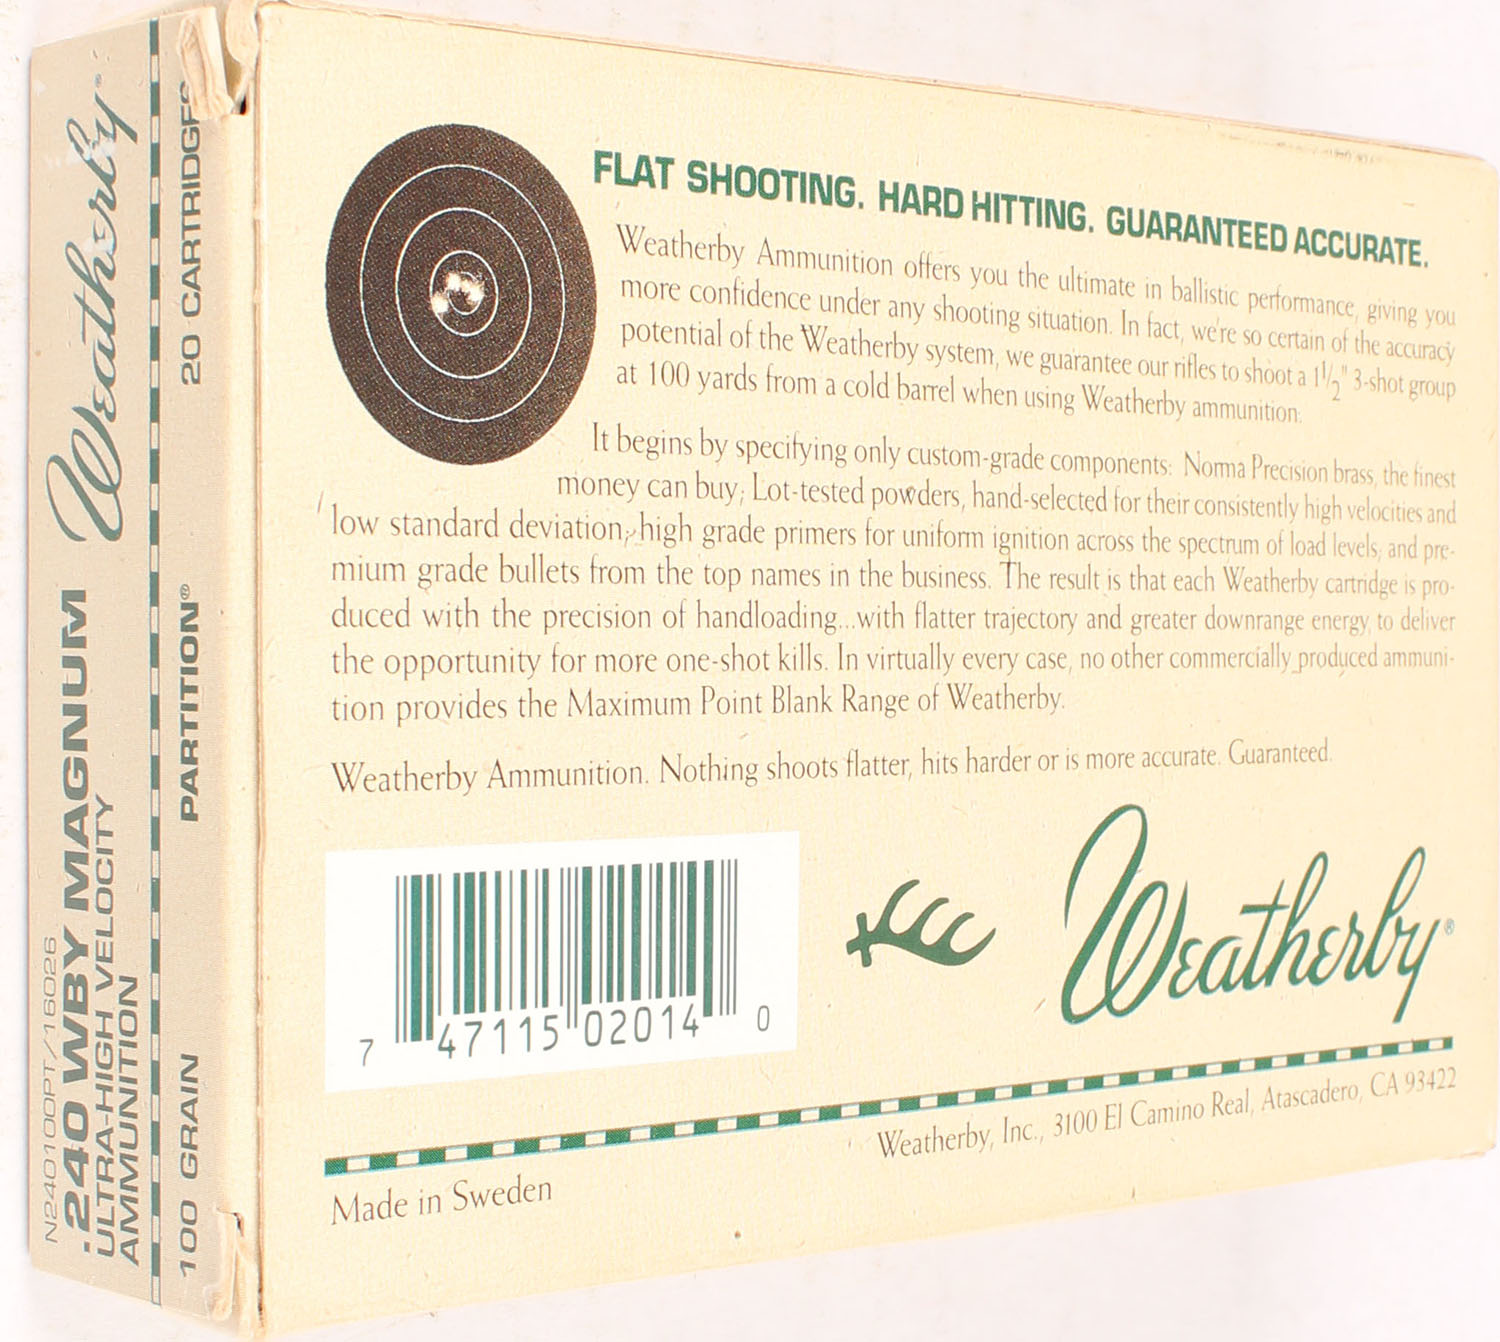 Weatherby®
N240100PT/16026
.240 WBY MAGNUM
ULTRA-HIGH VELOCITY
AMMUNITION
100 GRAIN PARTITION® 20 CARTRIDGES
FLAT SHOOTING. HARD HITTING. GUARANTEED ACCURATE.
Weatherby Ammunition offers you the ultimate in ballistic performance, giving you
more confidence under any shooting situation. In fact, we're so certain of the accuracy
potential of the Weatherby system, we guarantee our rifles to shoot a 1 1/2" 3-shot group
at 100 yards from a cold barrel when using Weatherby ammunition.
It begins by specifying only custom-grade components: Norma Precision brass, the finest
money can buy; Lot-tested powders, hand-selected for their consistently high velocities and
low standard deviation; high grade primers for uniform ignition across the spectrum of load levels; and pre-
mium grade bullets from the top names in the business. The result is that each Weatherby cartridge is pro-
duced with the precision of handloading...with flatter trajectory and greater downrange energy, to deliver
the opportunity for more one-shot kills. In virtually every case, no other commercially produced ammuni-
tion provides the Maximum Point Blank Range of Weatherby.
Weatherby Ammunition. Nothing shoots flatter, hits harder or is more accurate. Guaranteed.
7 47115 02014 0
Weatherby®
Weatherby, Inc., 3100 El Camino Real, Atascadero, CA 93422
Made in Sweden